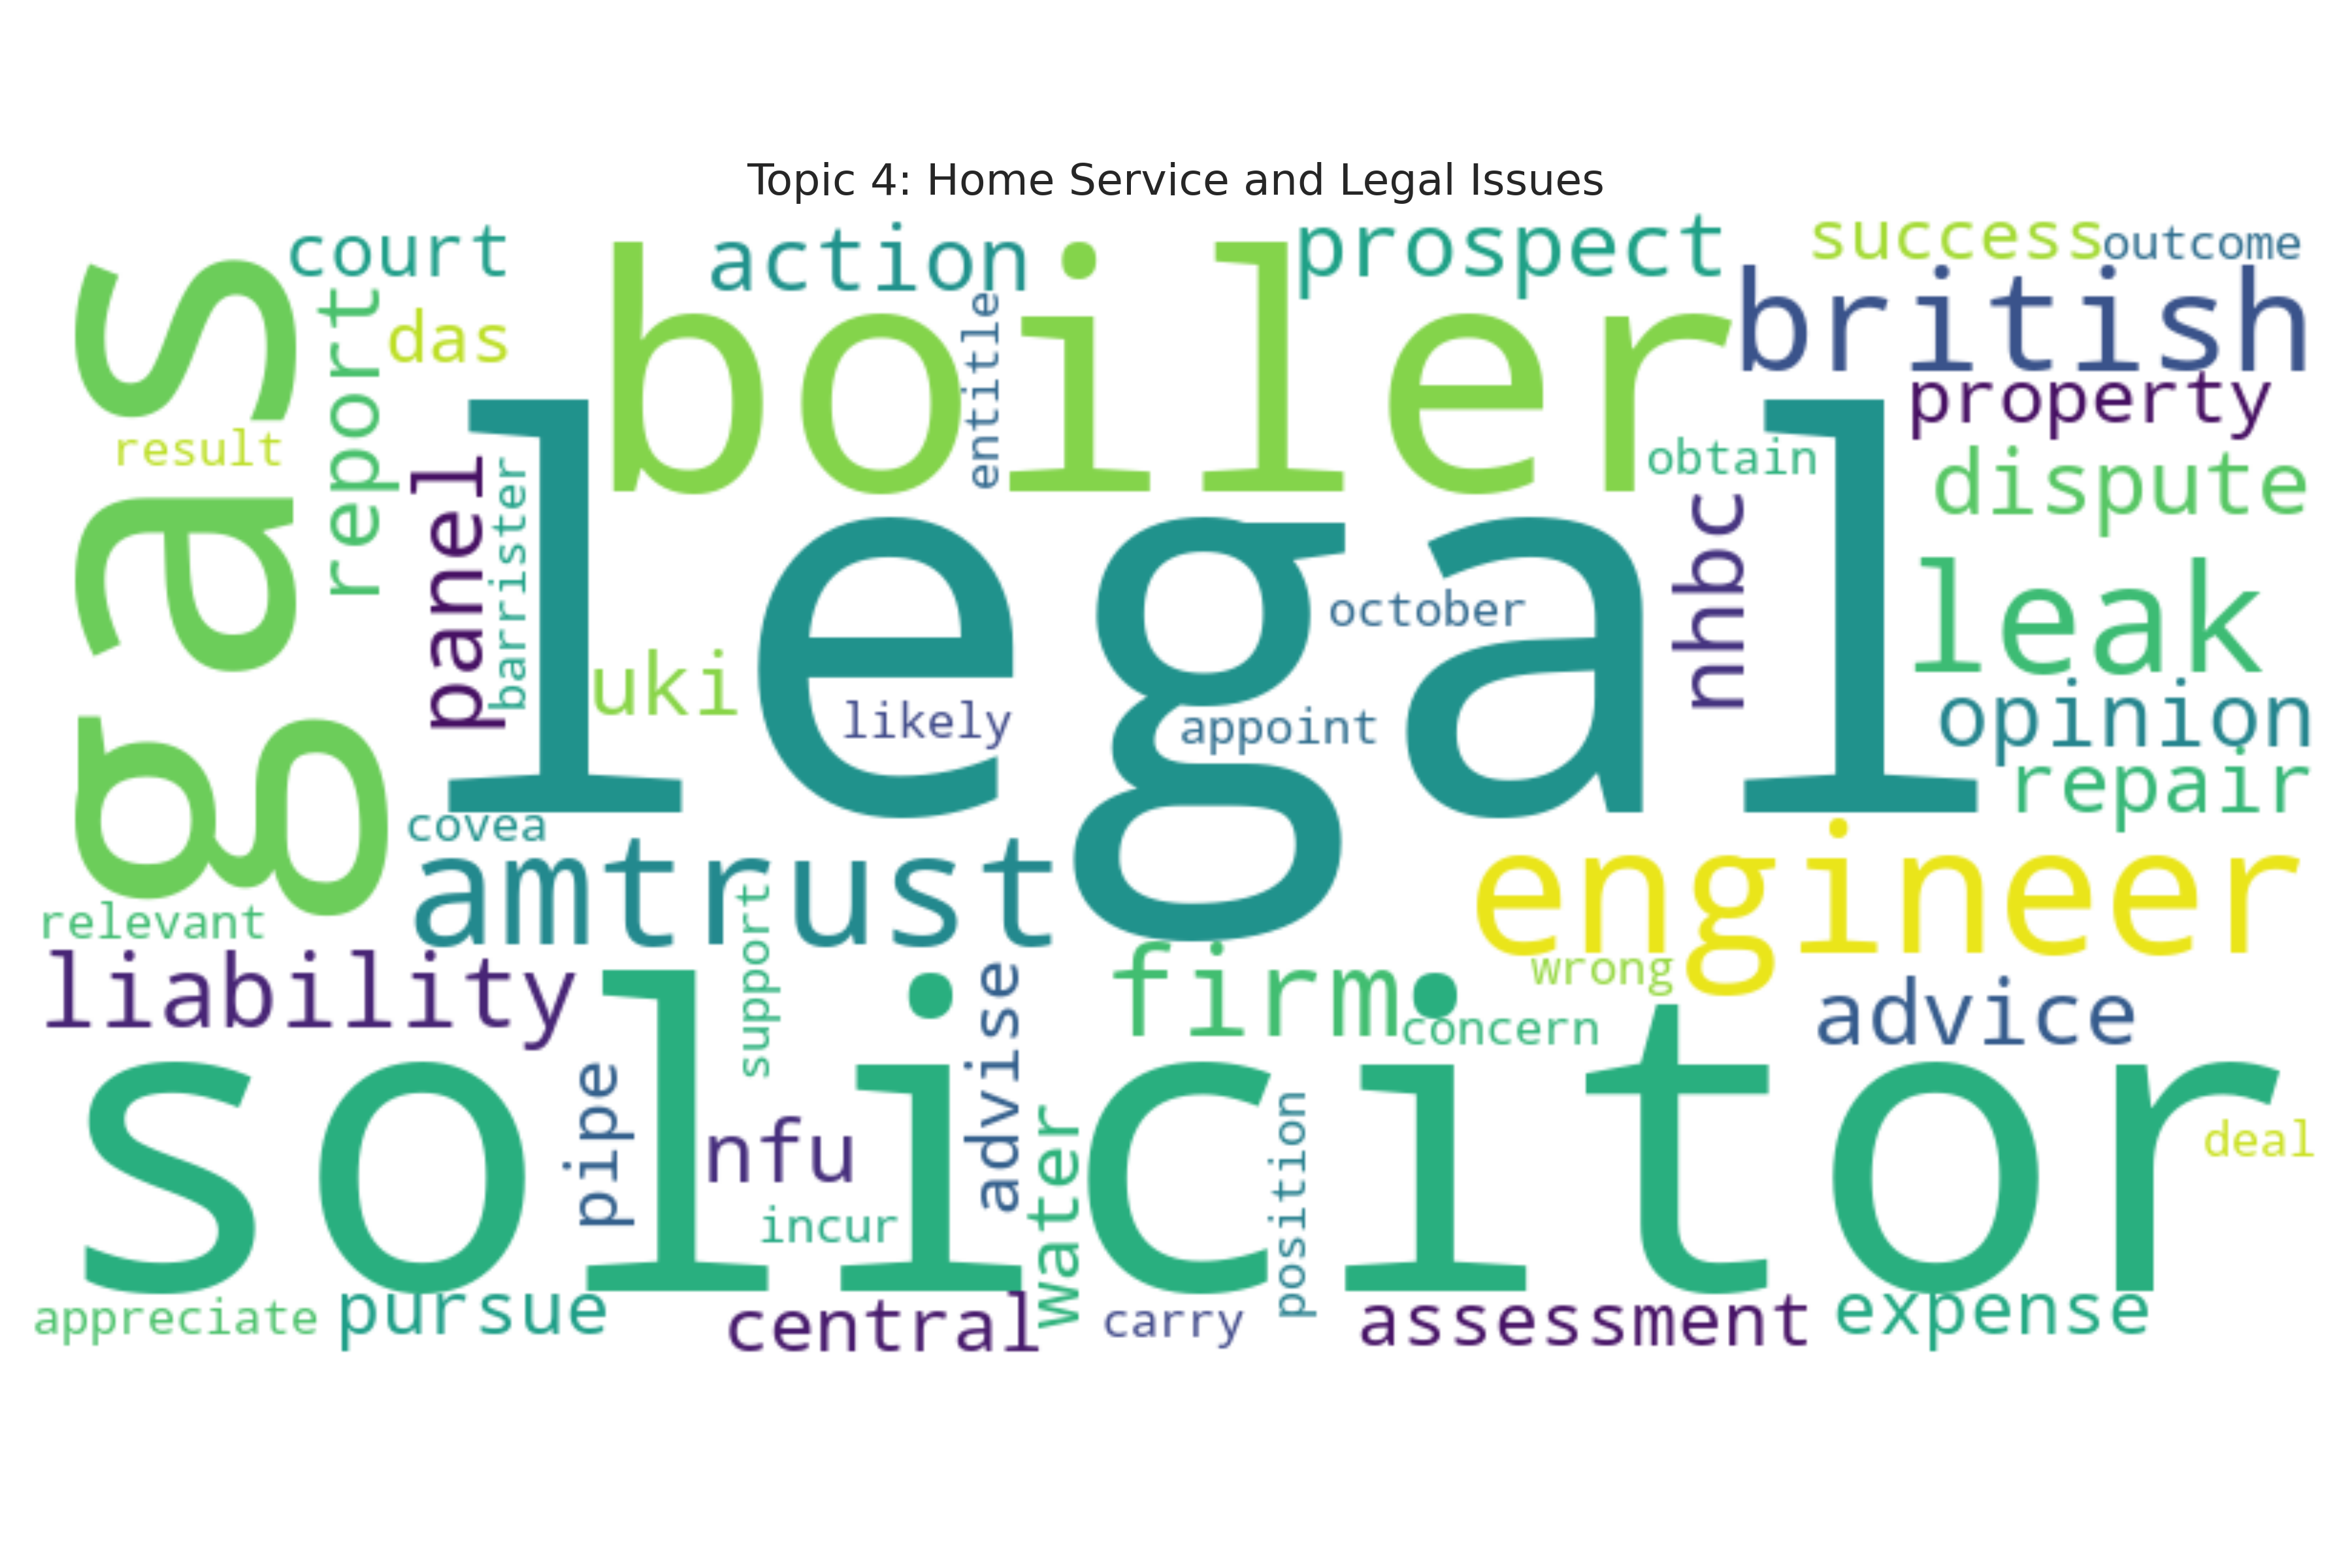 Topic 4: Home Service and Legal Issues
court
action
prospect
success
outcome
gas
boiler
british
report
das
entitle
property
result
panel
barrister
obtain
dispute
legal
nhbc
leak
october
uki
likely
appoint
opinion
repair
covea
amtrust
engineer
relevant
support
liability
firm
wrong
advise
concern
advice
solicitor
pipe
nfu
water
position
deal
incur
appreciate
pursue
central
carry
assessment
expense